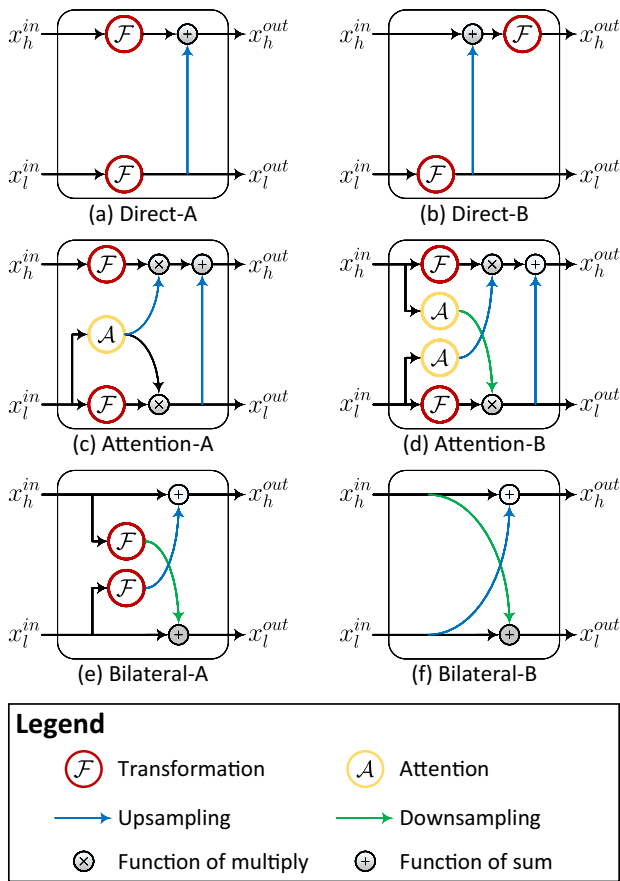 x_h^{in} F + x_h^{out} x_h^{in} + F x_h^{out}
x_l^{in} F x_l^{out} x_l^{in} F x_l^{out}
(a) Direct-A (b) Direct-B
x_h^{in} F × + x_h^{out} x_h^{in} F × + x_h^{out}
A A
A
x_l^{in} F × x_l^{out} x_l^{in} F × x_l^{out}
(c) Attention-A (d) Attention-B
x_h^{in} + x_h^{out} x_h^{in} + x_h^{out}
F
F
x_l^{in} + x_l^{out} x_l^{in} + x_l^{out}
(e) Bilateral-A (f) Bilateral-B
Legend
F Transformation A Attention
Upsampling Downsampling
× Function of multiply + Function of sum